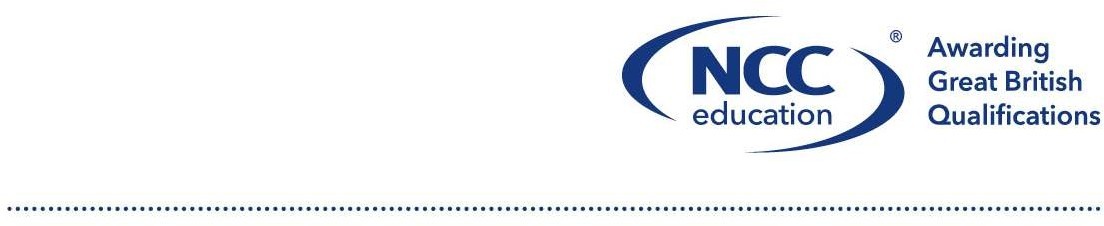 NCC
education
®
Awarding
Great British
Qualifications